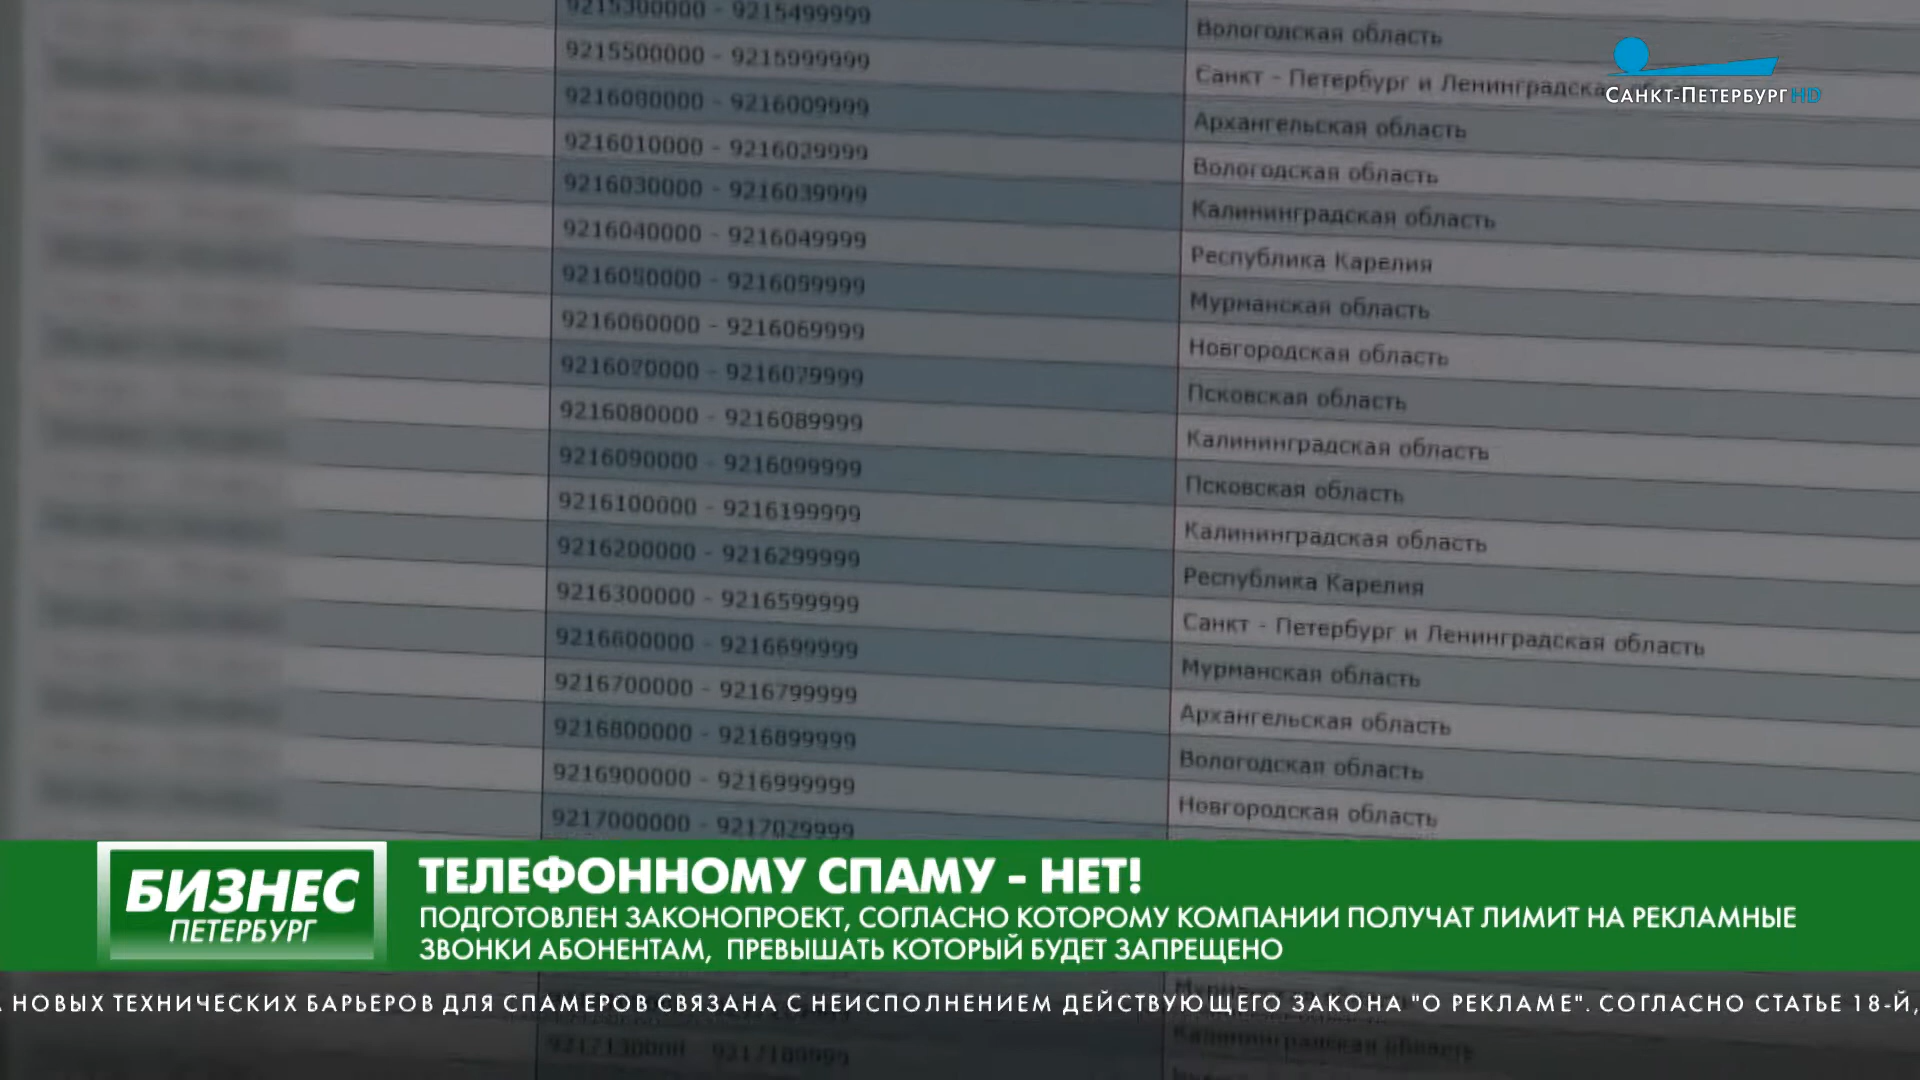 9215300000 - 9215499999 Вологодская область
9215500000 - 9215999999 Санкт - Петербург и Ленинградская
САНКТ-ПЕТЕРБУРГ HD
9216000000 - 9216009999 Архангельская область
9216010000 - 9216029999 Вологодская область
9216030000 - 9216039999 Калининградская область
9216040000 - 9216049999 Республика Карелия
9216050000 - 9216059999 Мурманская область
9216060000 - 9216069999 Новгородская область
9216070000 - 9216079999 Псковская область
9216080000 - 9216089999 Калининградская область
9216090000 - 9216099999 Псковская область
9216100000 - 9216199999 Калининградская область
9216200000 - 9216299999 Республика Карелия
9216300000 - 9216599999 Санкт - Петербург и Ленинградская область
9216600000 - 9216699999 Мурманская область
9216700000 - 9216799999 Архангельская область
9216800000 - 9216899999 Вологодская область
9216900000 - 9216999999 Новгородская область
9217000000 - 9217029999
БИЗНЕС
ПЕТЕРБУРГ
ТЕЛЕФОННОМУ СПАМУ - НЕТ!
ПОДГОТОВЛЕН ЗАКОНОПРОЕКТ, СОГЛАСНО КОТОРОМУ КОМПАНИИ ПОЛУЧАТ ЛИМИТ НА РЕКЛАМНЫЕ
ЗВОНКИ АБОНЕНТАМ, ПРЕВЫШАТЬ КОТОРЫЙ БУДЕТ ЗАПРЕЩЕНО
НОВЫХ ТЕХНИЧЕСКИХ БАРЬЕРОВ ДЛЯ СПАМЕРОВ СВЯЗАНА С НЕИСПОЛНЕНИЕМ ДЕЙСТВУЮЩЕГО ЗАКОНА "О РЕКЛАМЕ". СОГЛАСНО СТАТЬЕ 18-Й,
Калининградская область